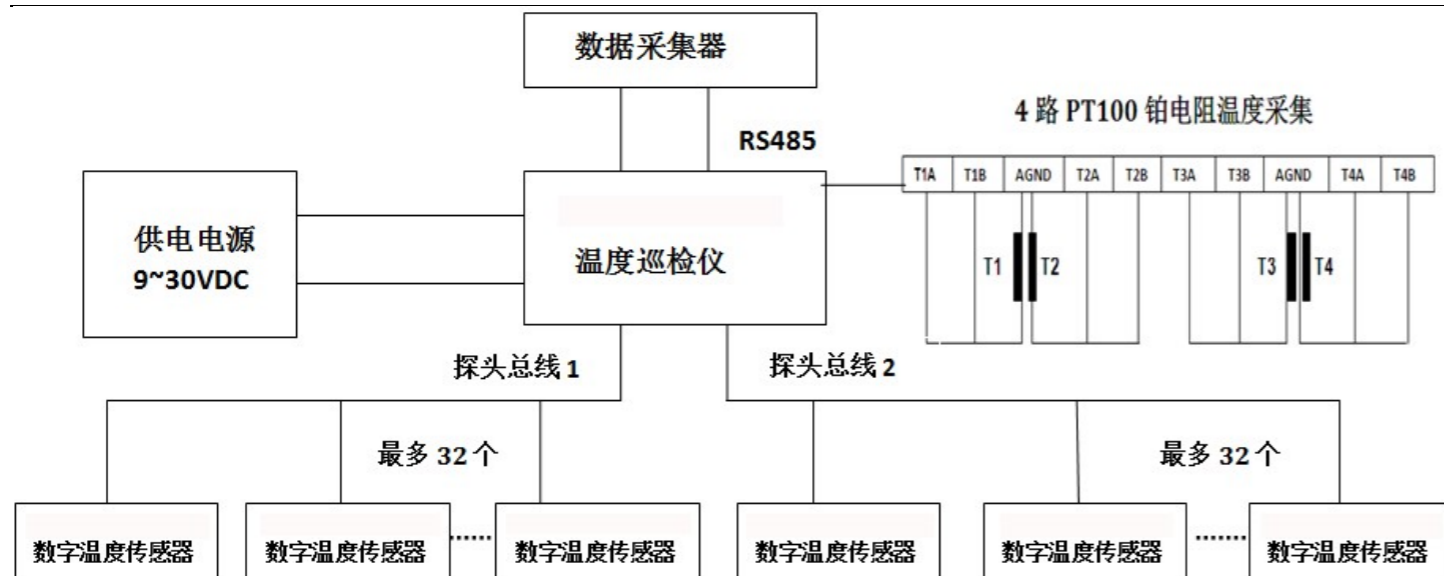 数据采集器
4 路 PT100 铂电阻温度采集
RS485
T1A T1B AGND T2A T2B T3A T3B AGND T4A T4B
供电电源
9~30VDC
温度巡检仪
T1 T2 T3 T4
探头总线 1 探头总线 2
最多 32 个 最多 32 个
数字温度传感器 数字温度传感器 ...... 数字温度传感器 数字温度传感器 数字温度传感器 ....... 数字温度传感器